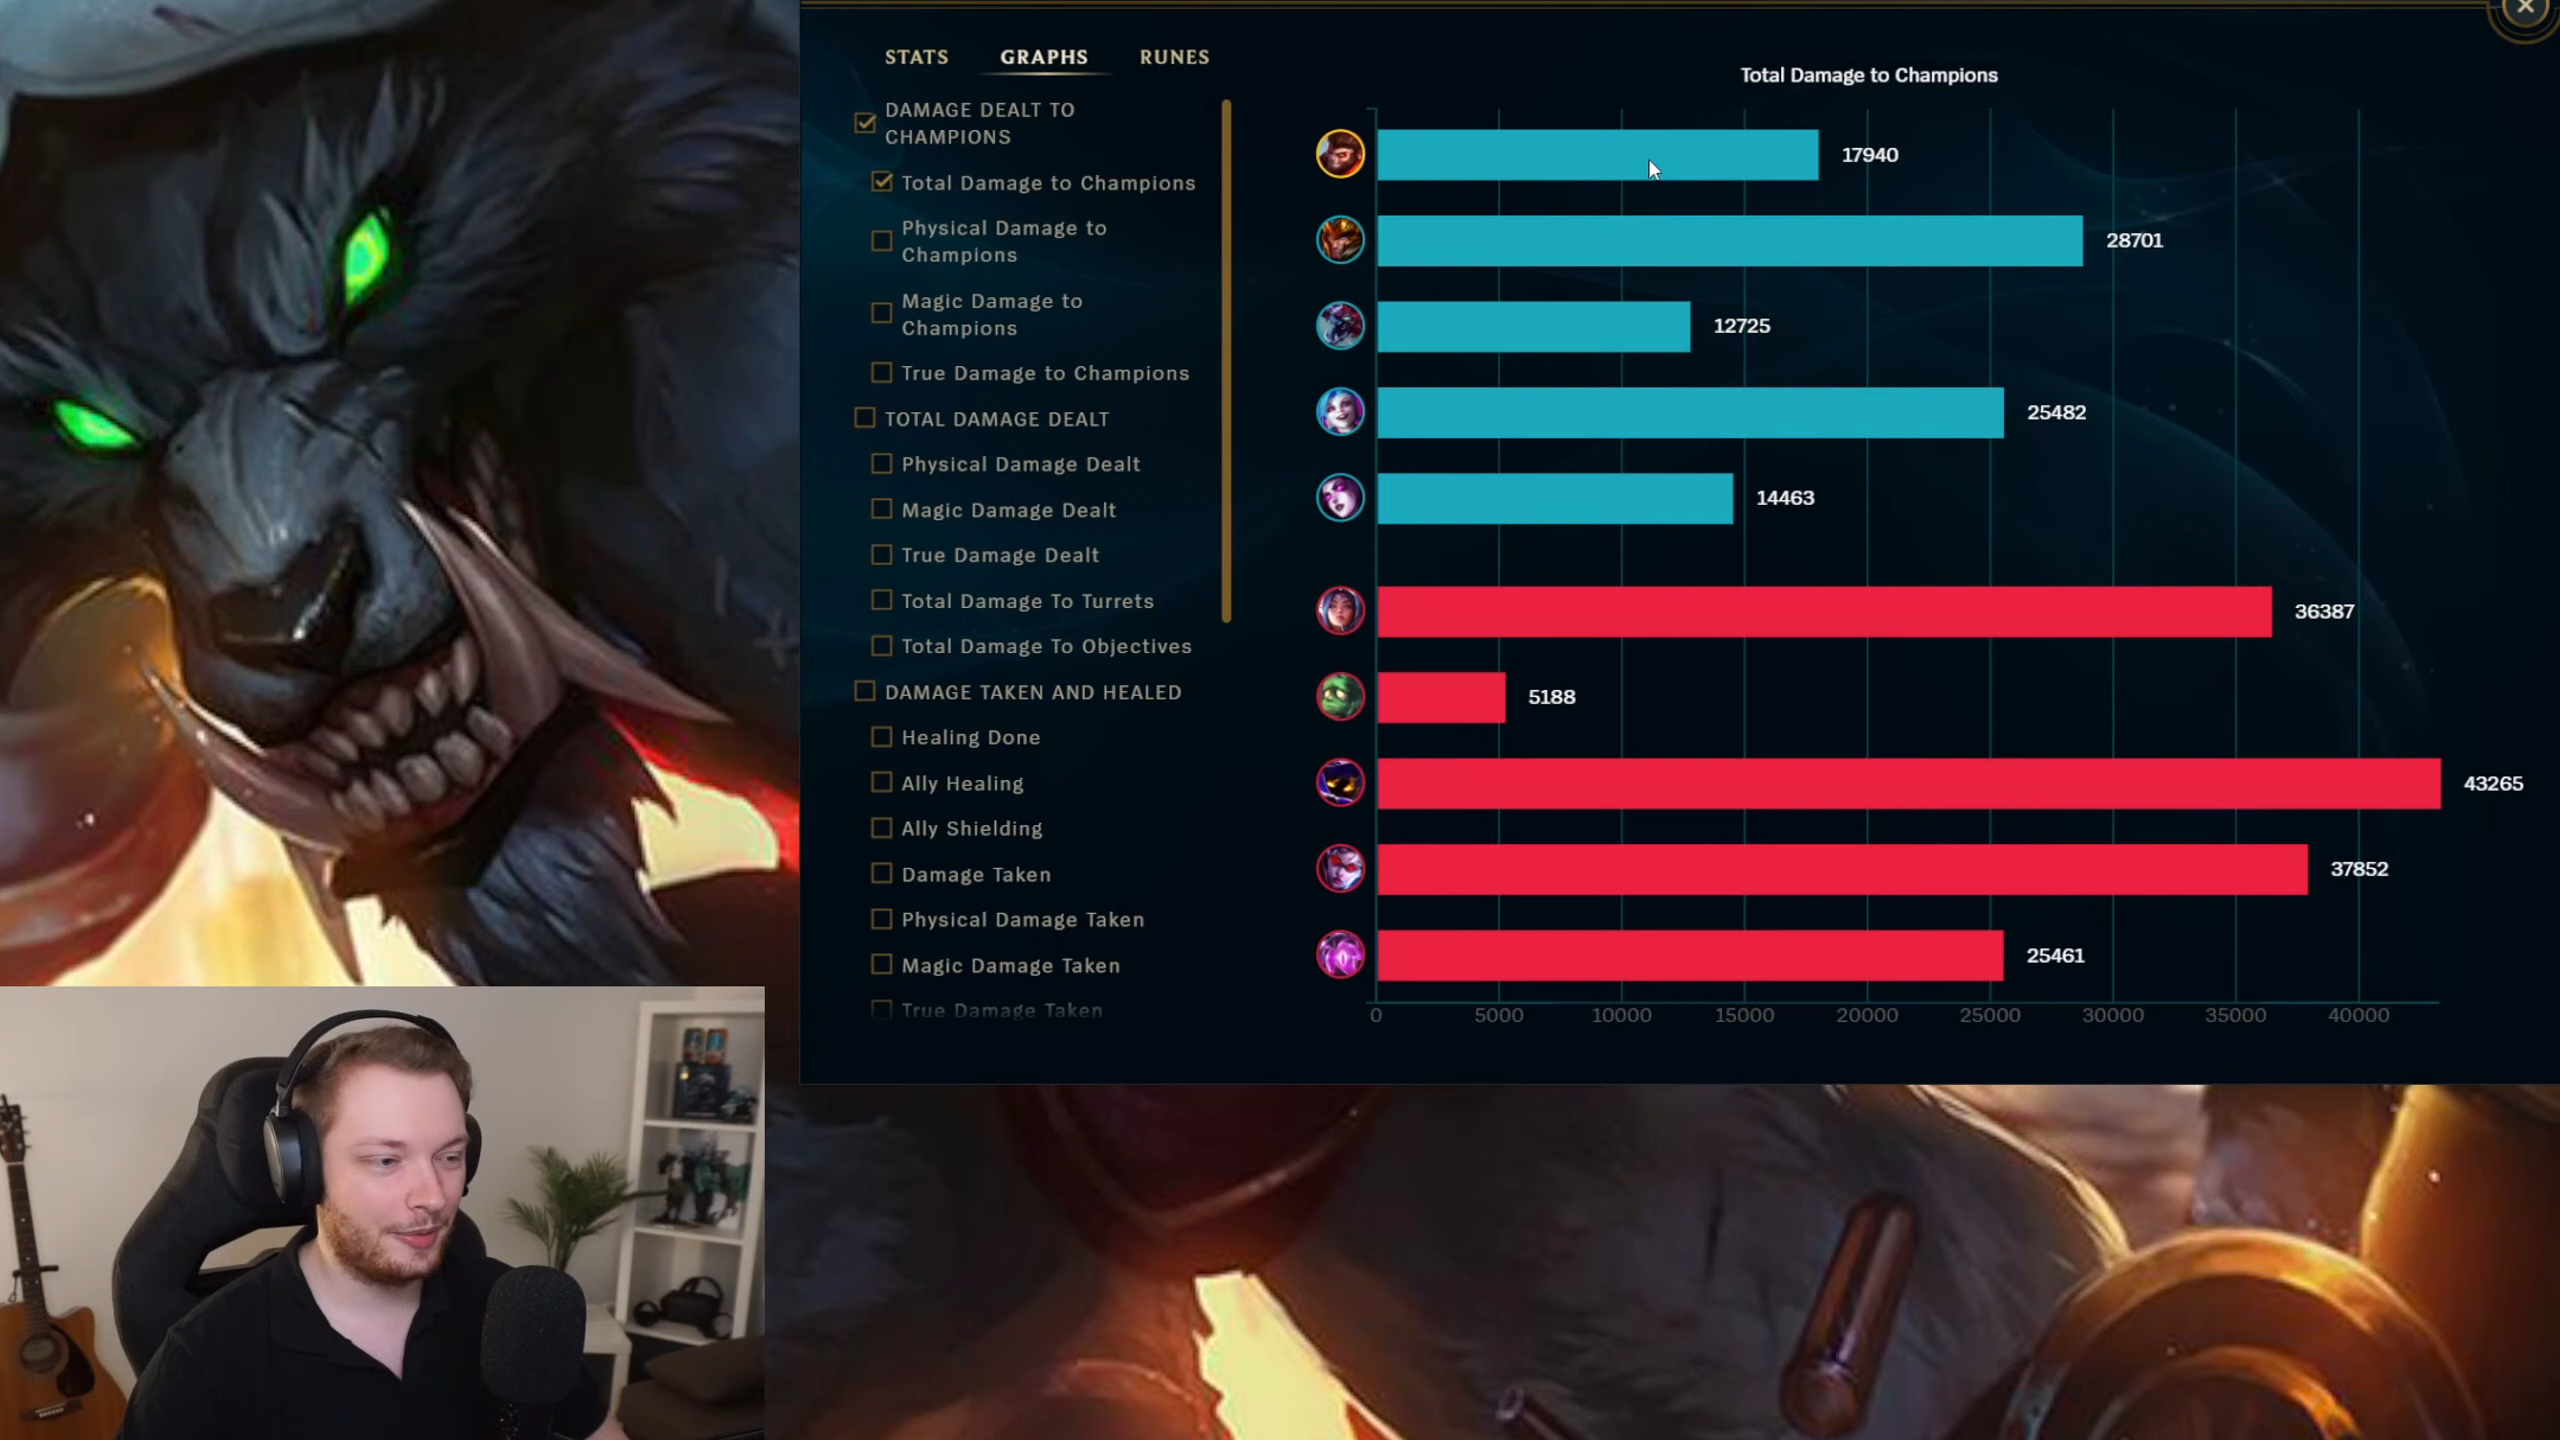 STATS GRAPHS RUNES
DAMAGE DEALT TO
CHAMPIONS
Total Damage to Champions
Physical Damage to
Champions
Magic Damage to
Champions
True Damage to Champions
TOTAL DAMAGE DEALT
Physical Damage Dealt
Magic Damage Dealt
True Damage Dealt
Total Damage To Turrets
Total Damage To Objectives
DAMAGE TAKEN AND HEALED
Healing Done
Ally Healing
Ally Shielding
Damage Taken
Physical Damage Taken
Magic Damage Taken
True Damage Taken
Total Damage to Champions
17940
28701
12725
25482
14463
36387
5188
43265
37852
25461
0 5000 10000 15000 20000 25000 30000 35000 40000